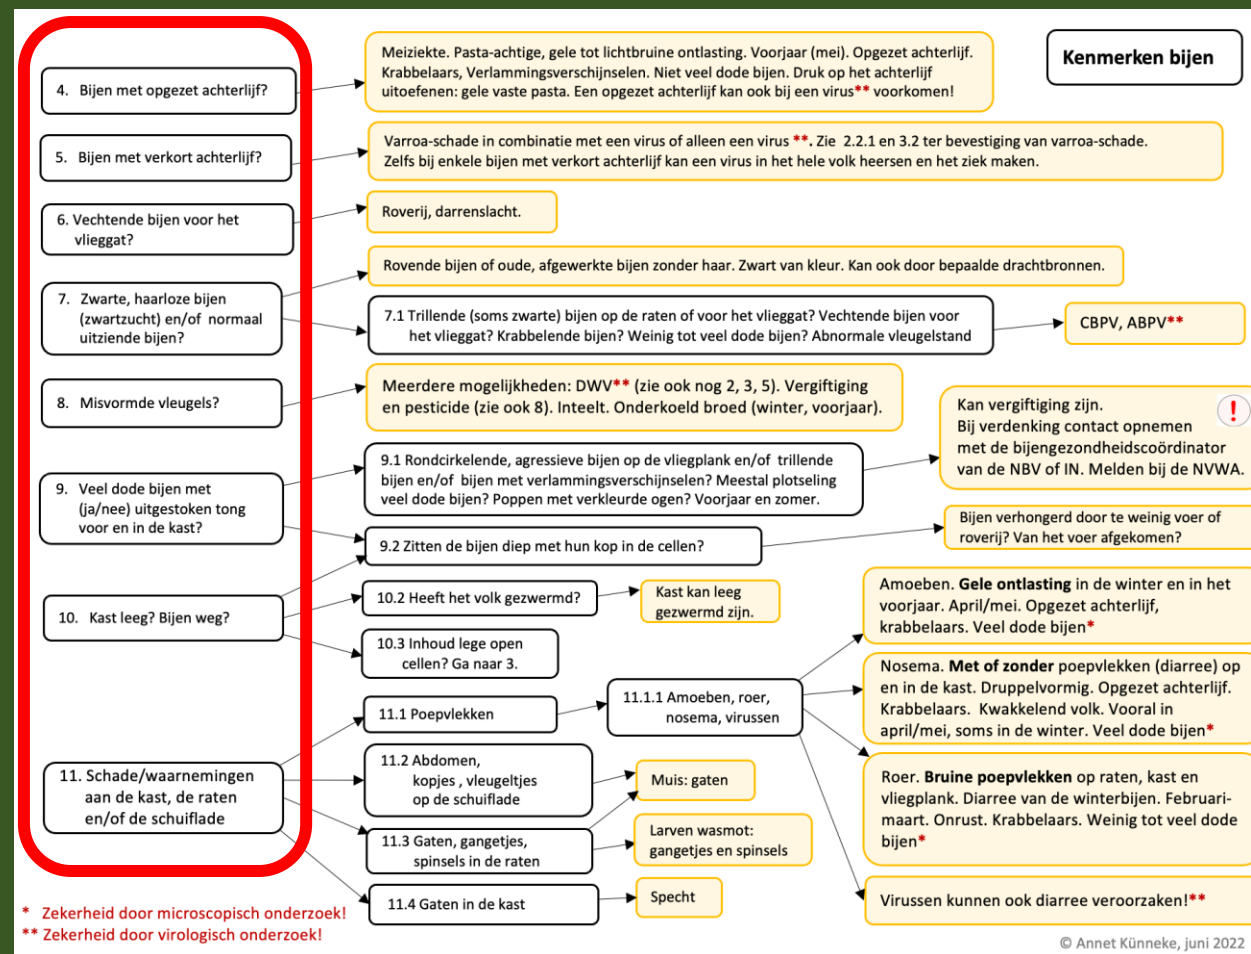 Kenmerken bijen
4. Bijen met opgezet achterlijf?
Meiziekte. Pasta-achtige, gele tot lichtbruine ontlasting. Voorjaar (mei). Opgezet achterlijf.
Krabbelaars, Verlammingsverschijnselen. Niet veel dode bijen. Druk op het achterlijf
uitoefenen: gele vaste pasta. Een opgezet achterlijf kan ook bij een virus** voorkomen!
5. Bijen met verkort achterlijf?
Varroa-schade in combinatie met een virus of alleen een virus **. Zie 2.2.1 en 3.2 ter bevestiging van varroa-schade.
Zelfs bij enkele bijen met verkort achterlijf kan een virus in het hele volk heersen en het ziek maken.
6. Vechtende bijen voor het
vlieggat?
Roverij, darrenslacht.
7. Zwarte, haarloze bijen
(zwartzucht) en/of normaal
uitziende bijen?
Rovende bijen of oude, afgewerkte bijen zonder haar. Zwart van kleur. Kan ook door bepaalde drachtbronnen.
7.1 Trillende (soms zwarte) bijen op de raten of voor het vlieggat? Vechtende bijen voor
het vlieggat? Krabbelende bijen? Weinig tot veel dode bijen? Abnormale vleugelstand
CBPV, ABPV**
8. Misvormde vleugels?
Meerdere mogelijkheden: DWV** (zie ook nog 2, 3, 5). Vergiftiging
en pesticide (zie ook 8). Inteelt. Onderkoeld broed (winter, voorjaar).
9. Veel dode bijen met
(ja/nee) uitgestoken tong
voor en in de kast?
9.1 Rondcirkelende, agressieve bijen op de vliegplank en/of trillende
bijen en/of bijen met verlammingsverschijnselen? Meestal plotseling
veel dode bijen? Poppen met verkleurde ogen? Voorjaar en zomer.
Kan vergiftiging zijn.
Bij verdenking contact opnemen
met de bijengezondheidscoördinator
van de NBV of IN. Melden bij de NVWA.
!
9.2 Zitten de bijen diep met hun kop in de cellen?
Bijen verhongerd door te weinig voer of
roverij? Van het voer afgekomen?
10. Kast leeg? Bijen weg?
10.2 Heeft het volk gezwermd?
Kast kan leeg
gezwermd zijn.
10.3 Inhoud lege open
cellen? Ga naar 3.
11. Schade/waarnemingen
aan de kast, de raten
en/of de schuiflade
11.1 Poepvlekken
11.1.1 Amoeben, roer,
nosema, virussen
Amoeben. Gele ontlasting in de winter en in het
voorjaar. April/mei. Opgezet achterlijf,
krabbelaars. Veel dode bijen*
Nosema. Met of zonder poepvlekken (diarree) op
en in de kast. Druppelvormig. Opgezet achterlijf.
Krabbelaars. Kwakkelend volk. Vooral in
april/mei, soms in de winter. Veel dode bijen*
Roer. Bruine poepvlekken op raten, kast en
vliegplank. Diarree van de winterbijen. Februari-
maart. Onrust. Krabbelaars. Weinig tot veel dode
bijen*
Virussen kunnen ook diarree veroorzaken!**
11.2 Abdomen,
kopjes , vleugeltjes
op de schuiflade
Muis: gaten
11.3 Gaten, gangetjes,
spinsels in de raten
Larven wasmot:
gangetjes en spinsels
11.4 Gaten in de kast
Specht
* Zekerheid door microscopisch onderzoek!
** Zekerheid door virologisch onderzoek!
© Annet Künneke, juni 2022